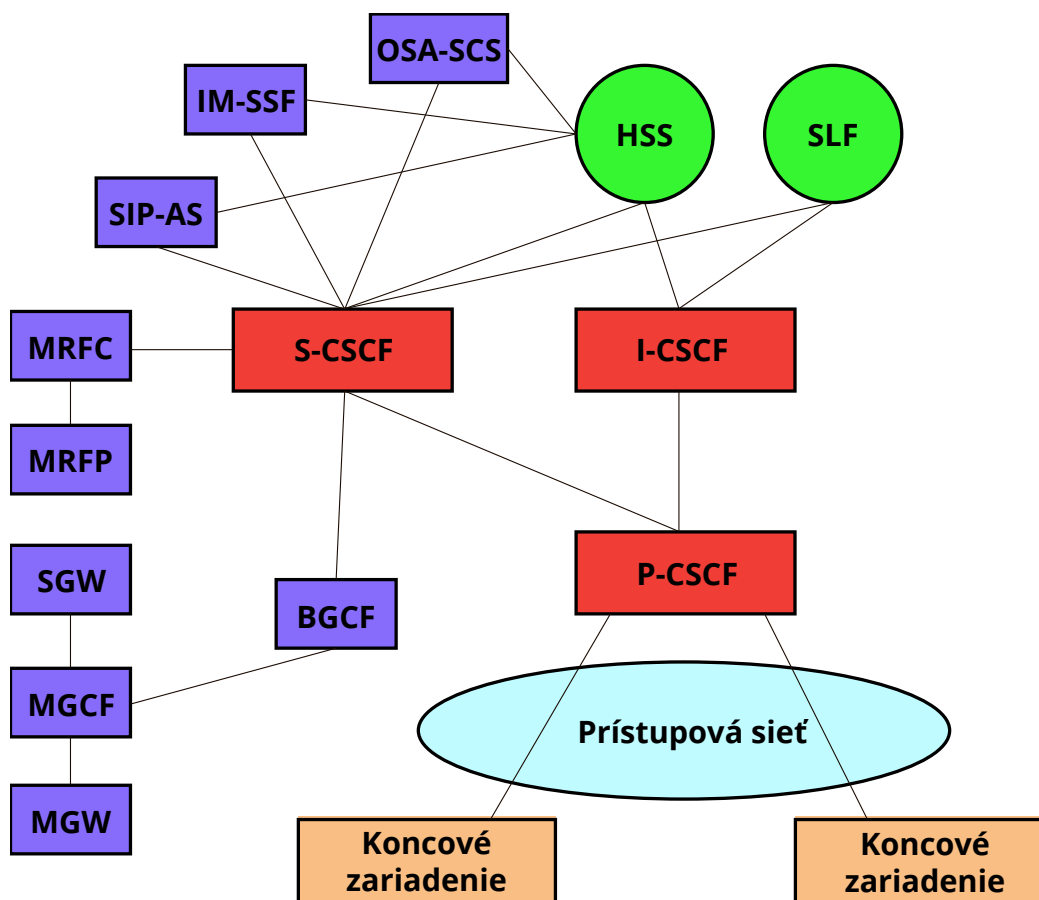 OSA-SCS
IM-SSF
HSS
SLF
SIP-AS
MRFC
S-CSCF
I-CSCF
MRFP
SGW
P-CSCF
BGCF
MGCF
Prístupová sieť
MGW
Koncové
zariadenie
Koncové
zariadenie